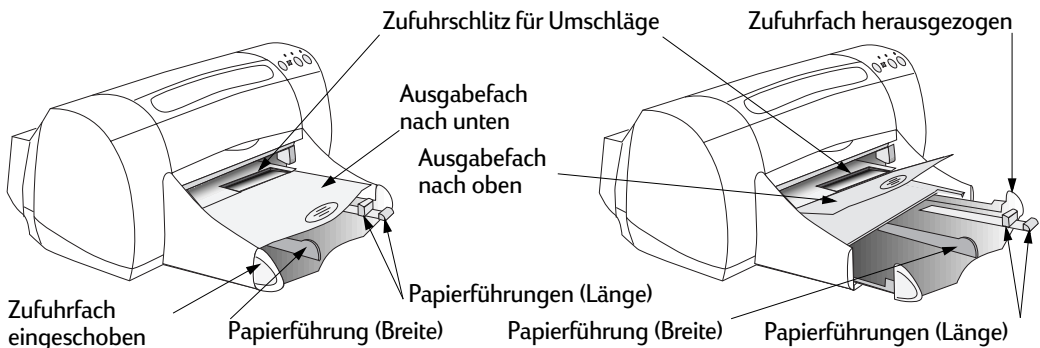 Zufuhrschlitz für Umschläge
Zufuhrfach herausgezogen
Ausgabefach
nach unten
Ausgabefach
nach oben
Zufuhrfach
eingeschoben
Papierführung (Breite)
Papierführungen (Länge)
Papierführung (Breite)
Papierführungen (Länge)